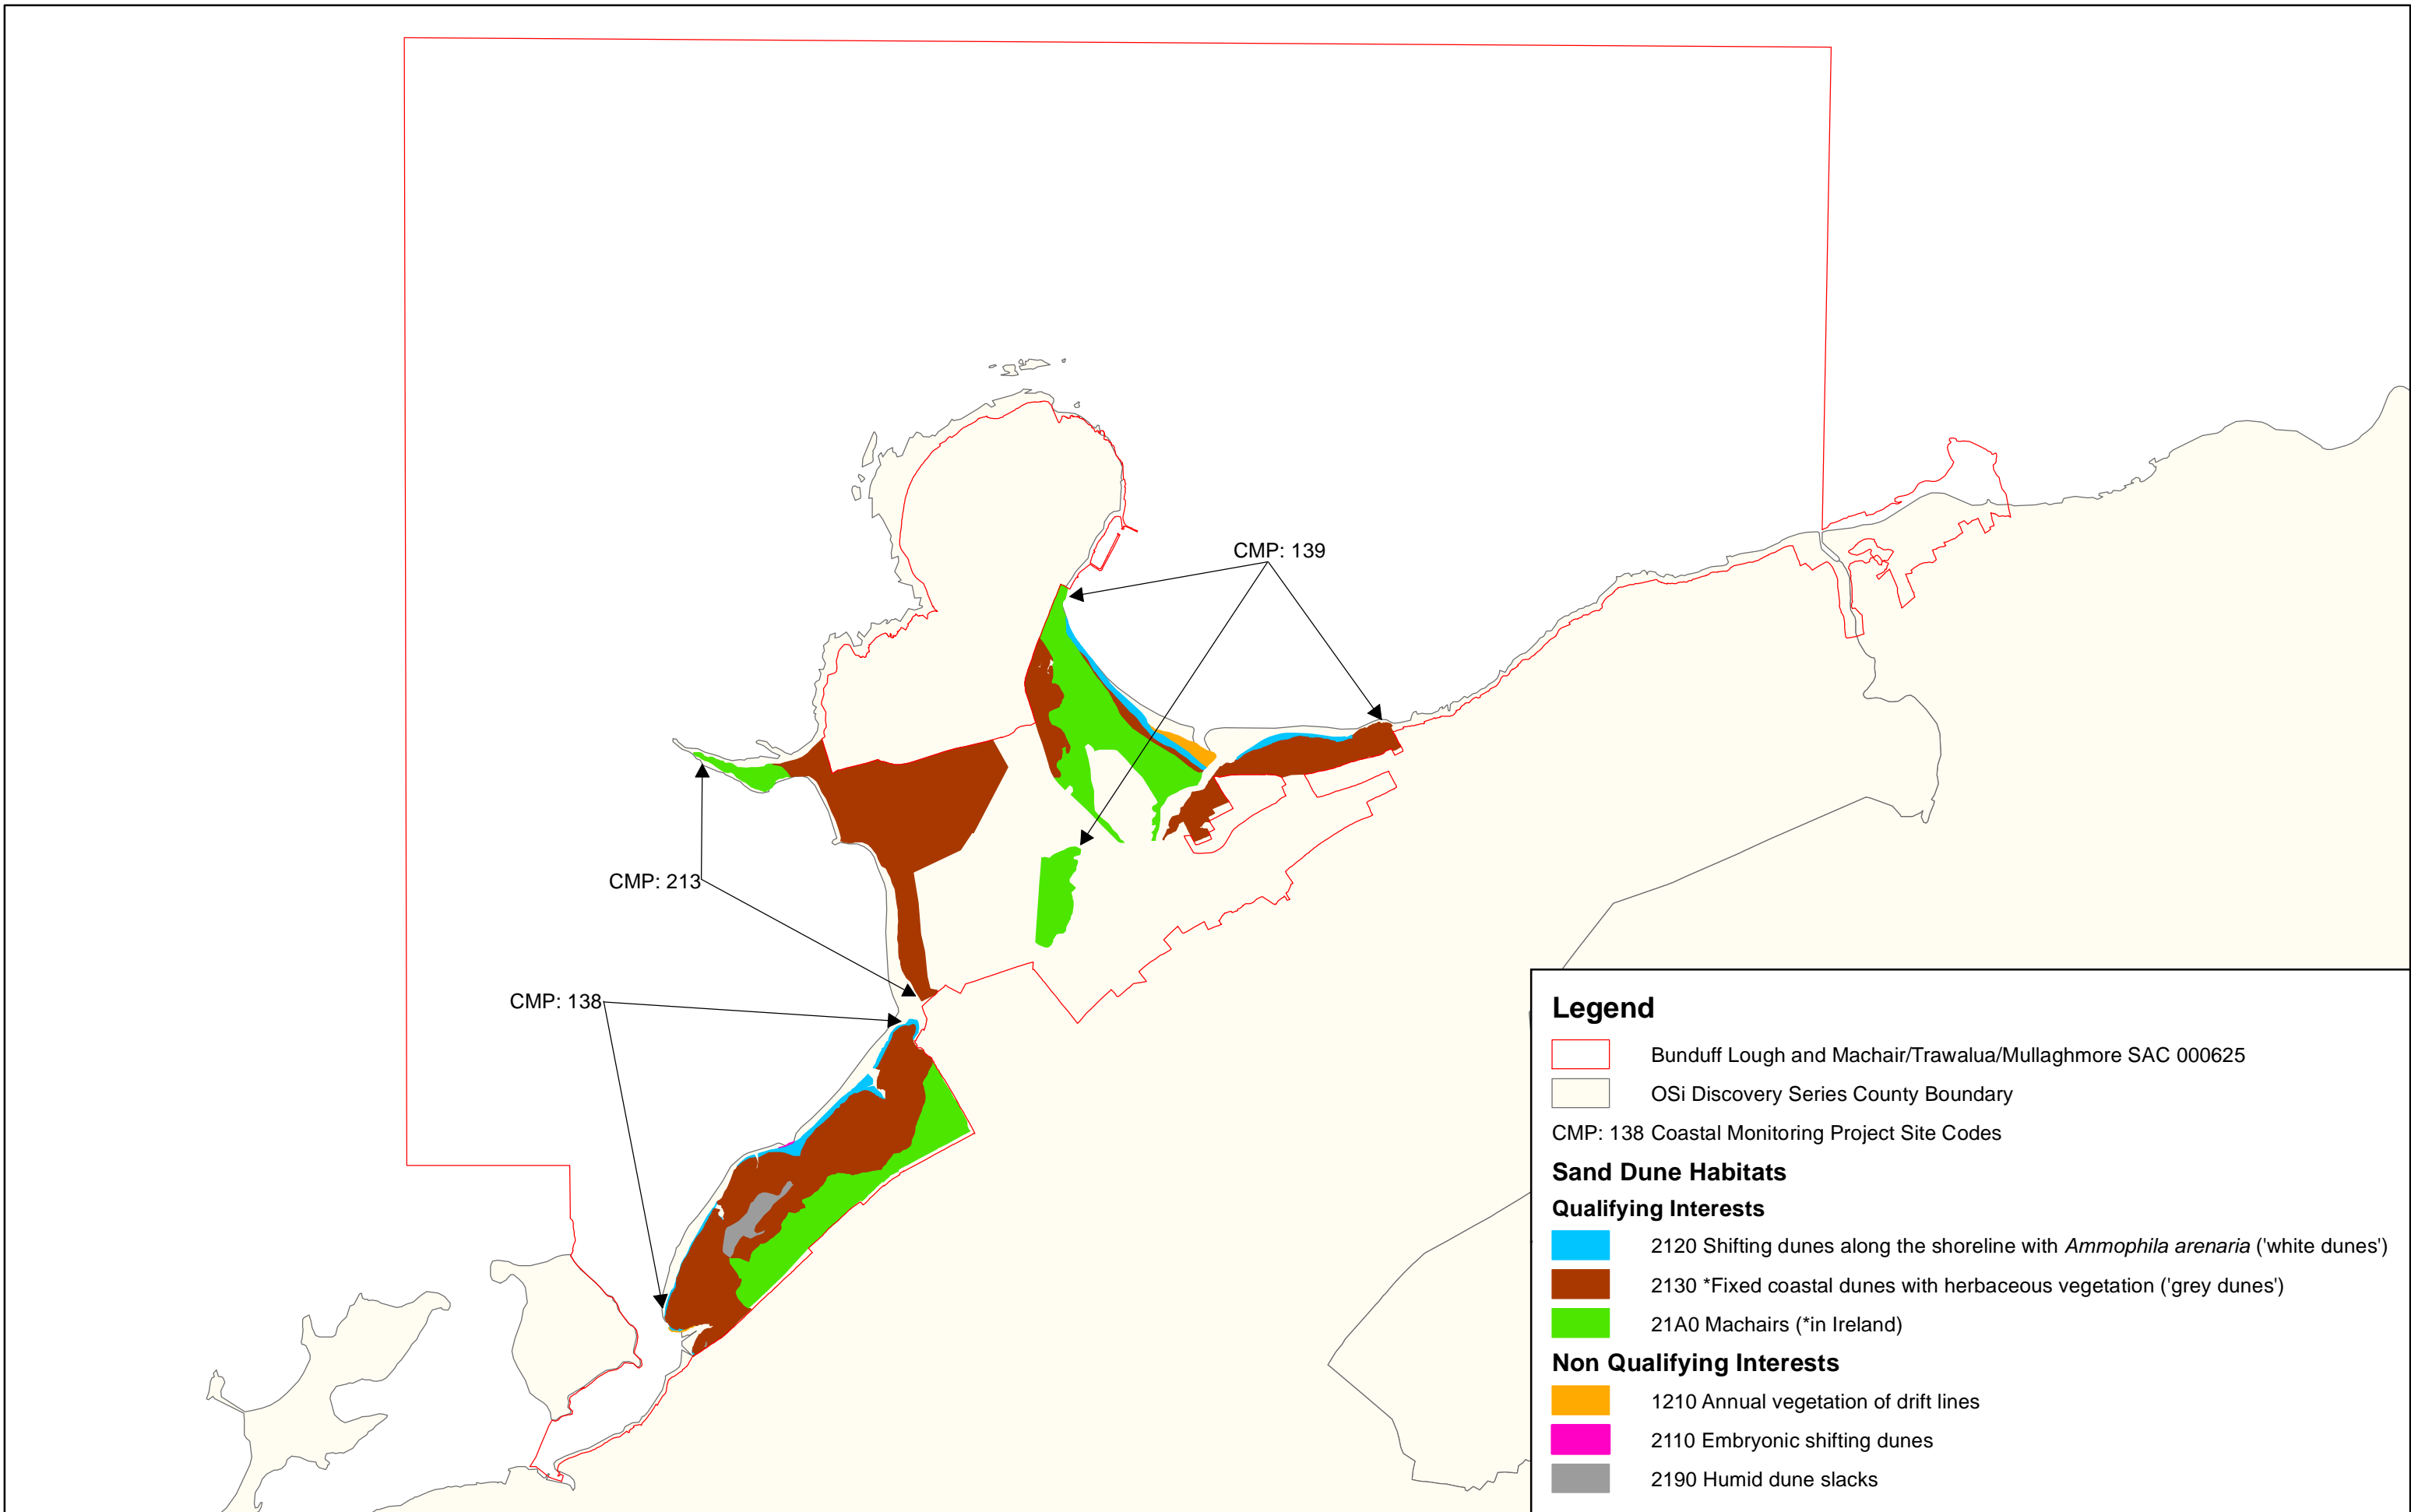 CMP: 139
CMP: 213
CMP: 138
Legend
Bunduff Lough and Machair/Trawalua/Mullaghmore SAC 000625
OSi Discovery Series County Boundary
CMP: 138 Coastal Monitoring Project Site Codes
Sand Dune Habitats
Qualifying Interests
2120 Shifting dunes along the shoreline with Ammophila arenaria ('white dunes')
2130 *Fixed coastal dunes with herbaceous vegetation ('grey dunes')
21A0 Machairs (*in Ireland)
Non Qualifying Interests
1210 Annual vegetation of drift lines
2110 Embryonic shifting dunes
2190 Humid dune slacks